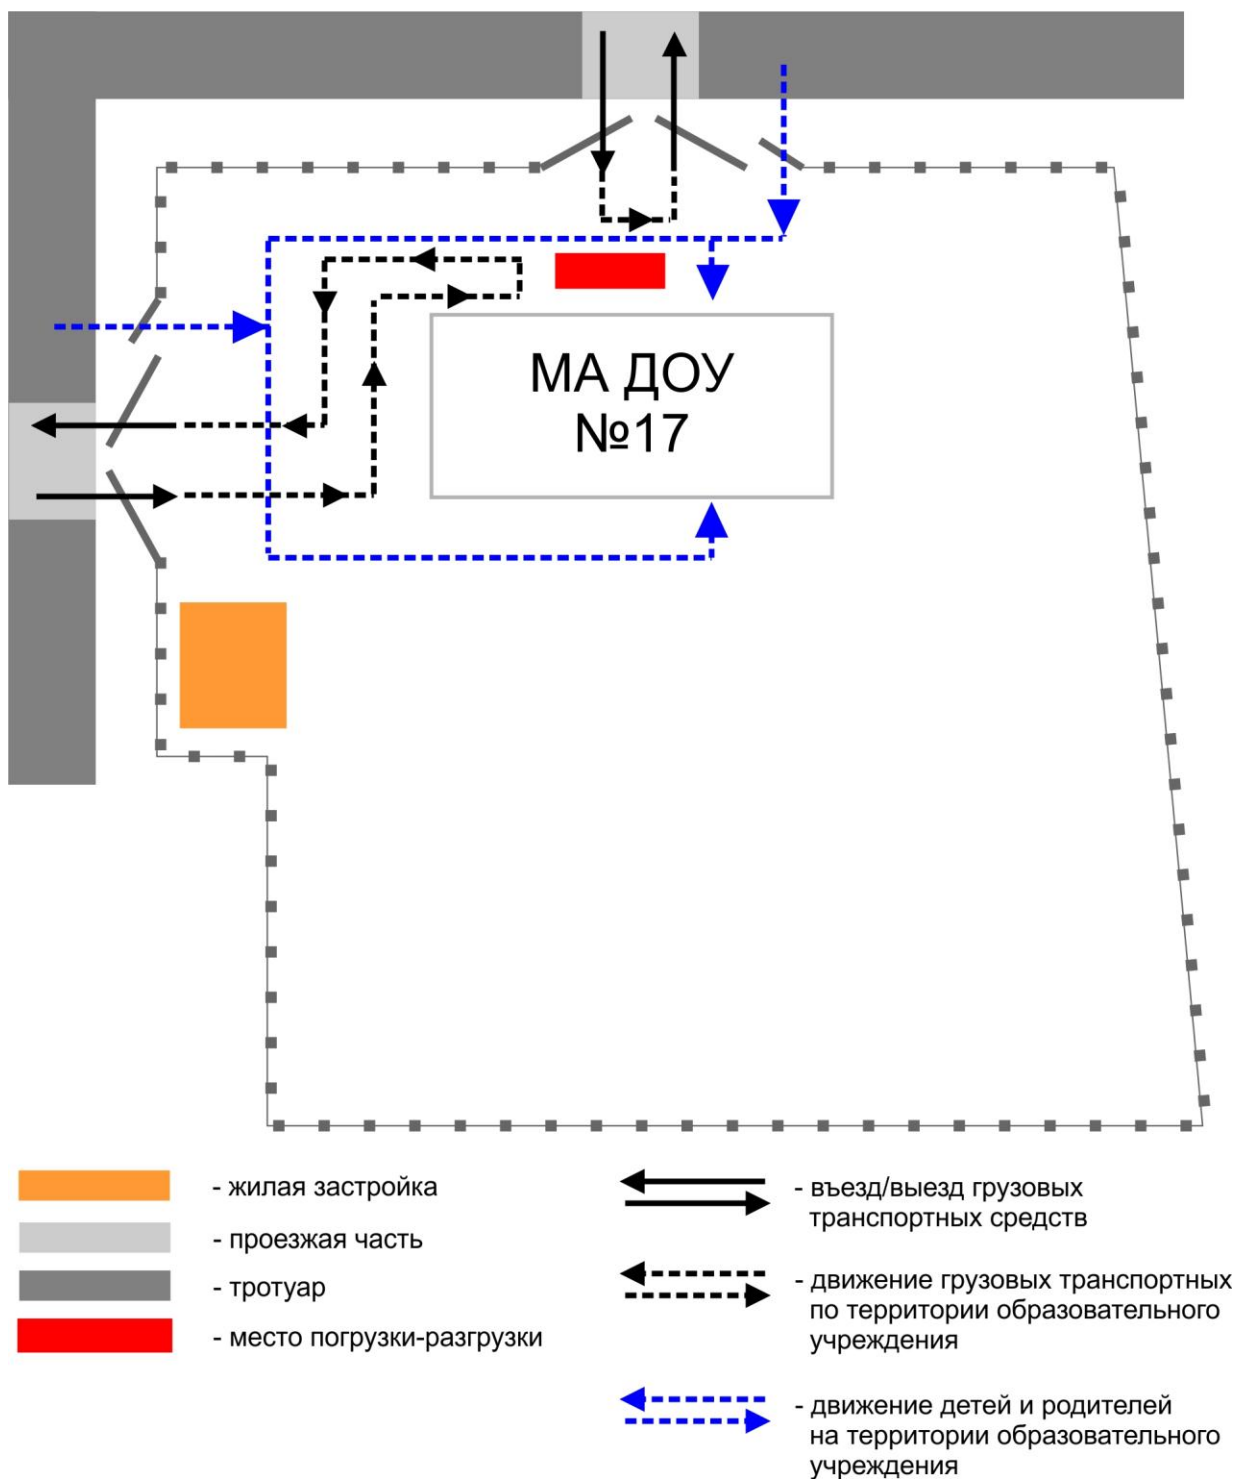 МА ДОУ
№17
- жилая застройка
- проезжая часть
- тротуар
- место погрузки-разгрузки
- въезд/выезд грузовых
транспортных средств
- движение грузовых транспортных
по территории образовательного
учреждения
- движение детей и родителей
на территории образовательного
учреждения